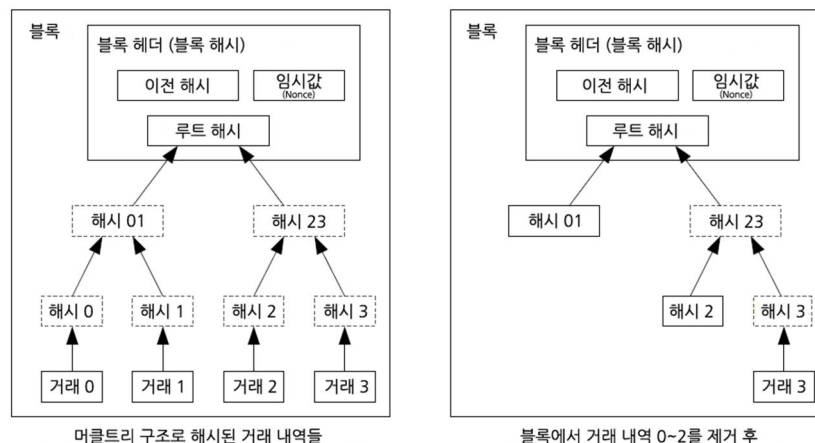 블록
블록 헤더 (블록 해시)
이전 해시
임시값
(Nonce)
루트 해시
해시 01
해시 23
해시 0
해시 1
해시 2
해시 3
거래 0
거래 1
거래 2
거래 3
머클트리 구조로 해시된 거래 내역들
블록
블록 헤더 (블록 해시)
이전 해시
임시값
(Nonce)
루트 해시
해시 01
해시 23
해시 2
해시 3
거래 3
블록에서 거래 내역 0~2를 제거 후